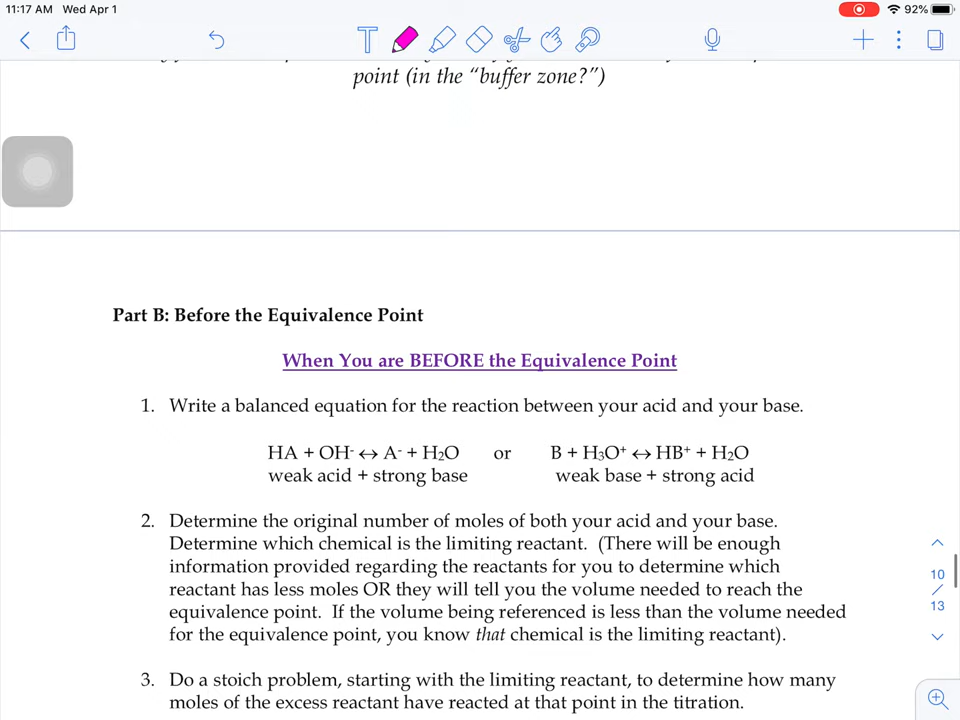 11:17 AM Wed Apr 1
92%
point (in the “buffer zone?”)
Part B: Before the Equivalence Point
When You are BEFORE the Equivalence Point
1. Write a balanced equation for the reaction between your acid and your base.
HA + OH- ↔ A- + H2O or B + H3O+ ↔ HB+ + H2O
weak acid + strong base weak base + strong acid
2. Determine the original number of moles of both your acid and your base.
Determine which chemical is the limiting reactant. (There will be enough
information provided regarding the reactants for you to determine which
reactant has less moles OR they will tell you the volume needed to reach the
equivalence point. If the volume being referenced is less than the volume needed
for the equivalence point, you know that chemical is the limiting reactant).
3. Do a stoich problem, starting with the limiting reactant, to determine how many
moles of the excess reactant have reacted at that point in the titration.
10
/
13